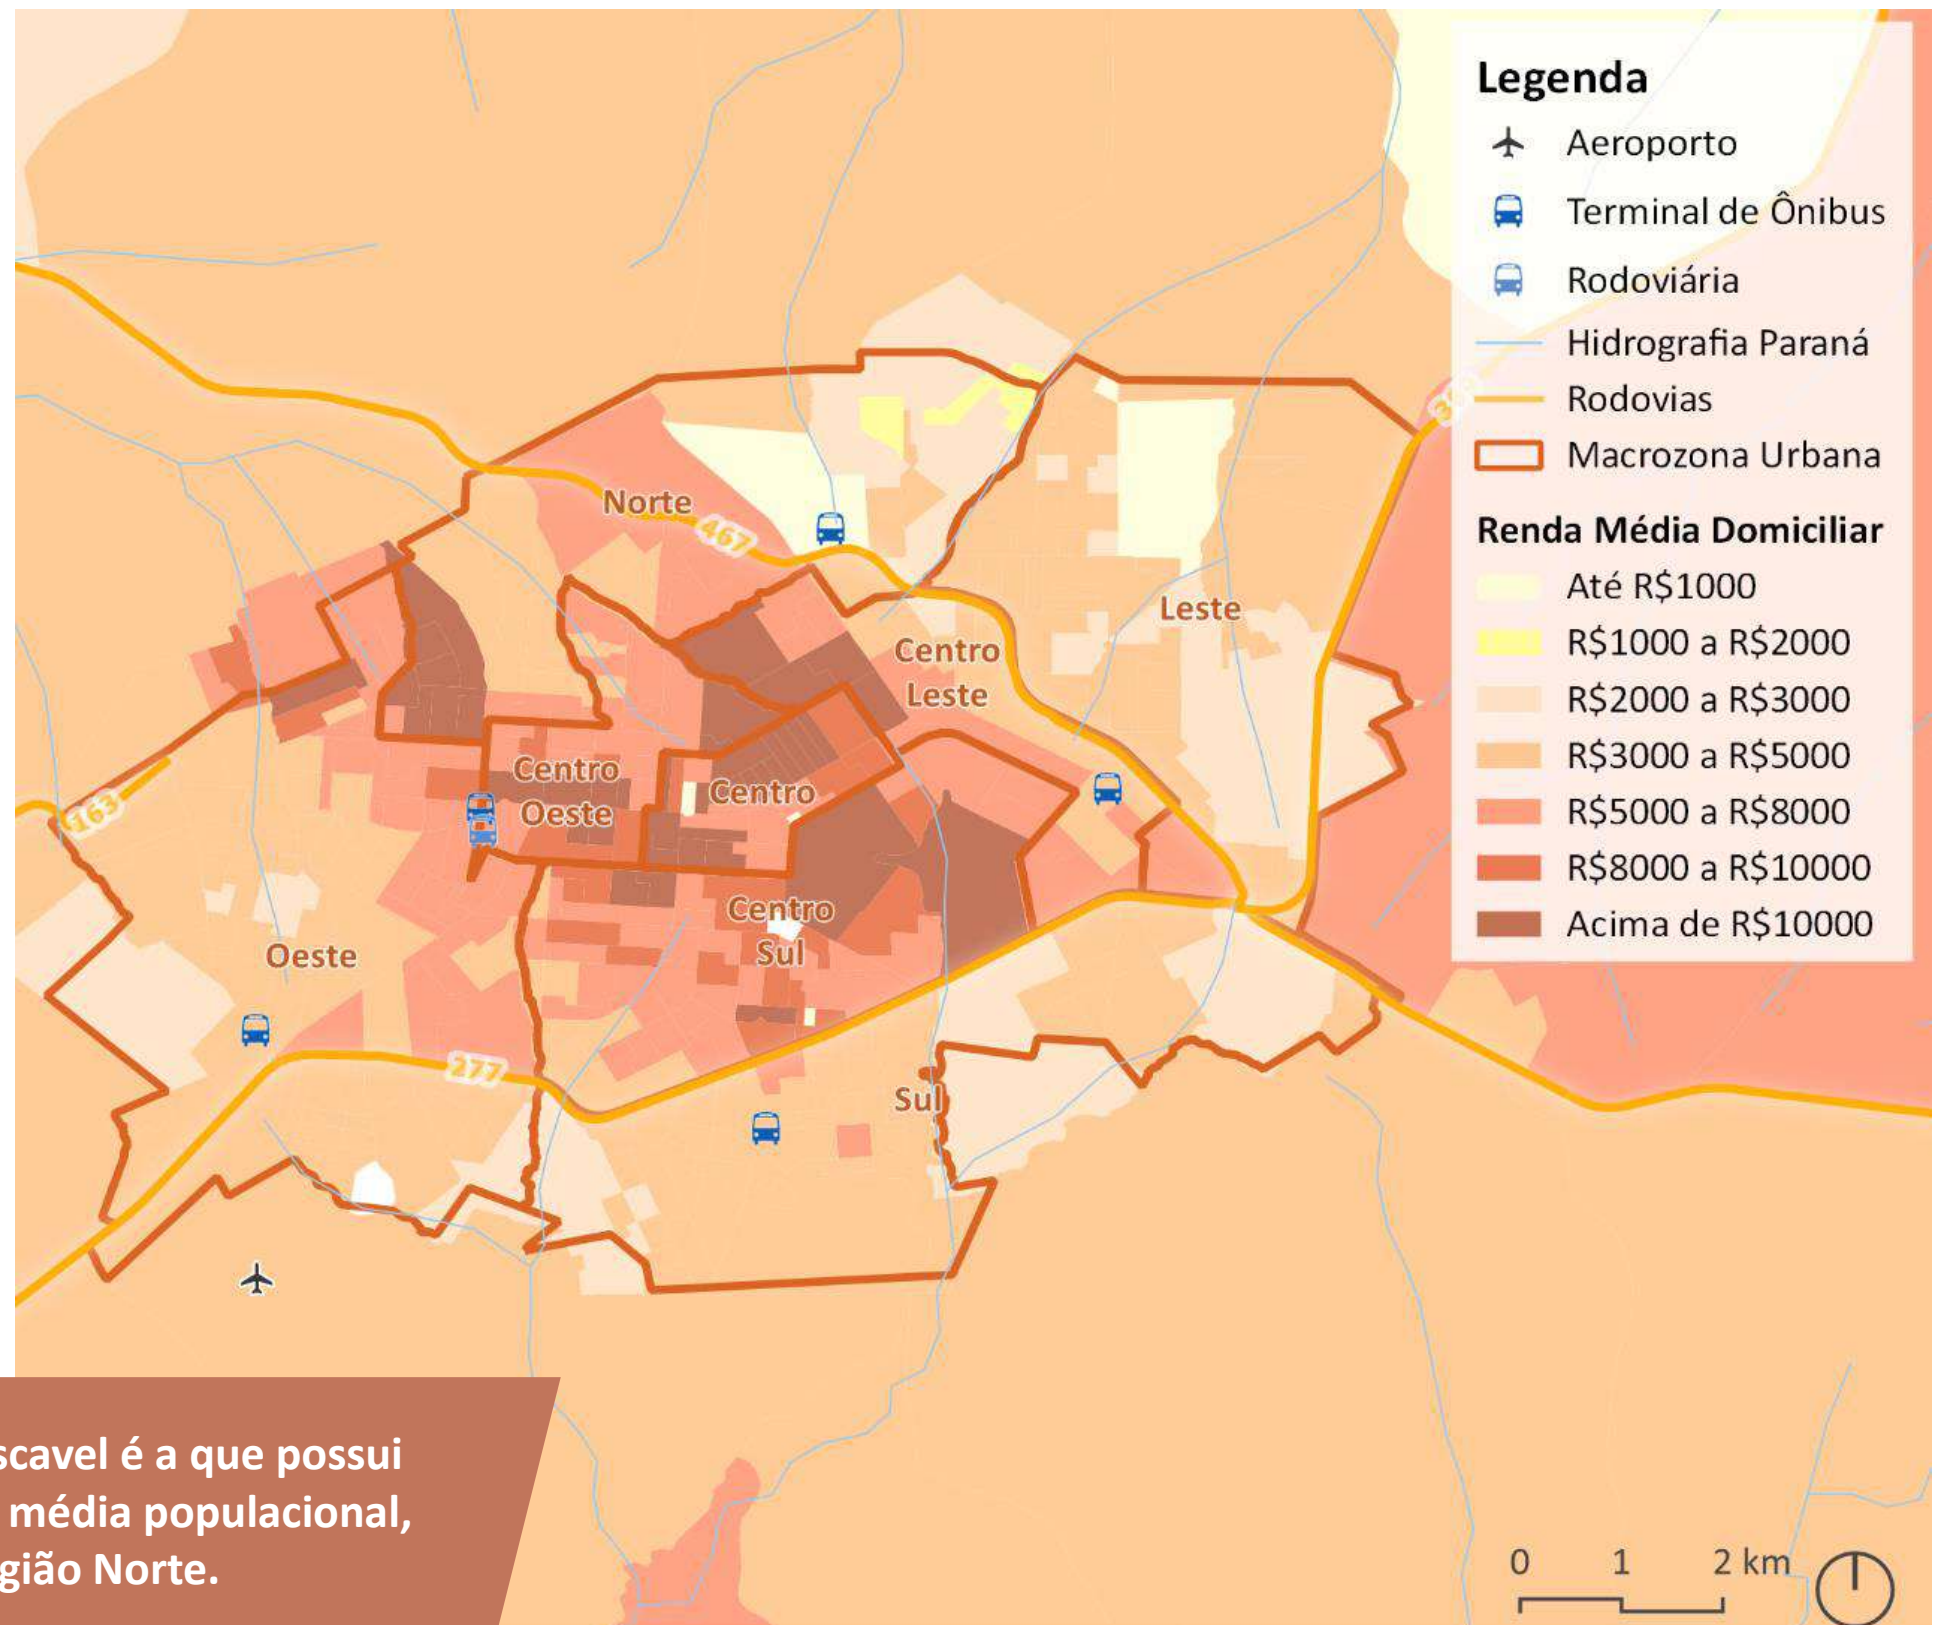 Legenda
Aeroporto
Terminal de Ônibus
Rodoviária
Hidrografia Paraná
Rodovias
Macrozona Urbana
Renda Média Domiciliar
Até R$1000
R$1000 a R$2000
R$2000 a R$3000
R$3000 a R$5000
R$5000 a R$8000
R$8000 a R$10000
Acima de R$10000
Norte
467
Leste
Centro
Leste
Centro
Oeste
Centro
163
Centro
Sul
Oeste
277
Sul
é a que possui
média populacional,
Norte.
0 1 2 km